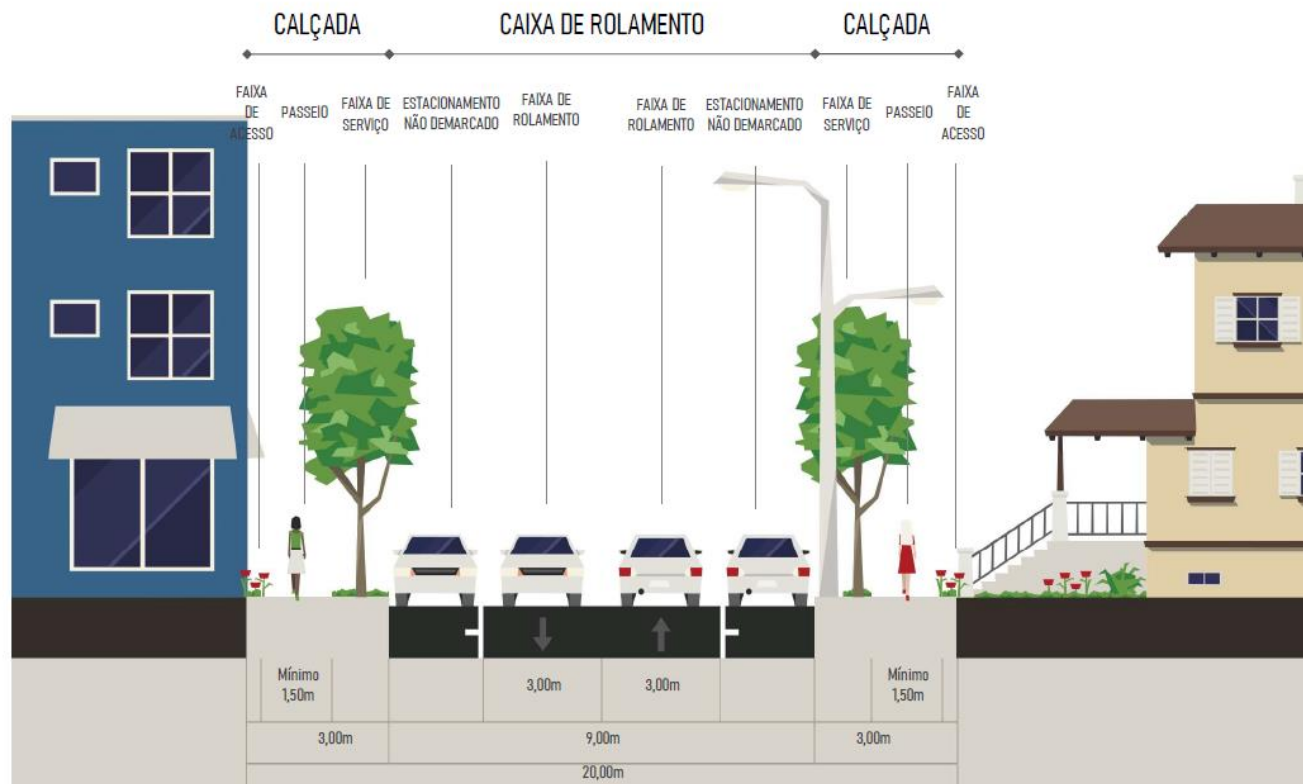 CALÇADA
CAIXA DE ROLAMENTO
CALÇADA
FAIXA
DE
ACESSO
PASSEIO
FAIXA DE
SERVIÇO
ESTACIONAMENTO
NÃO DEMARCADO
FAIXA DE
ROLAMENTO
FAIXA DE
ROLAMENTO
ESTACIONAMENTO
NÃO DEMARCADO
FAIXA DE
SERVIÇO
PASSEIO
FAIXA
DE
ACESSO
Mínimo
1,50m
3,00m
3,00m
Mínimo
1,50m
3,00m
9,00m
3,00m
20,00m